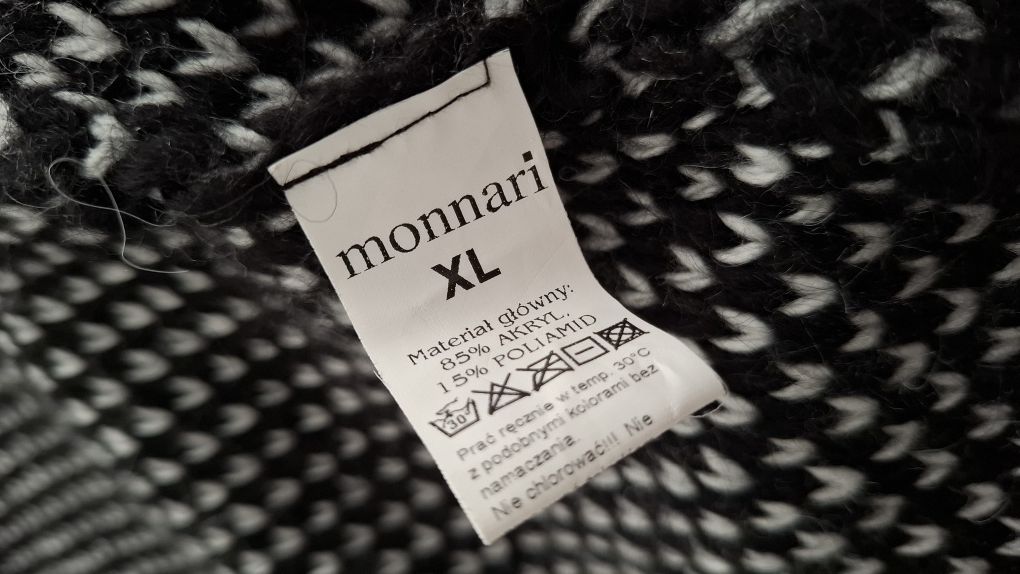 monnari
XL
Materiał główny:
85% AKRYL,
15% POLIAMID
30
Prać ręcznie w temp. 30°C
z podobnymi kolorami bez
namaczania.
Nie chlorować!!! Nie